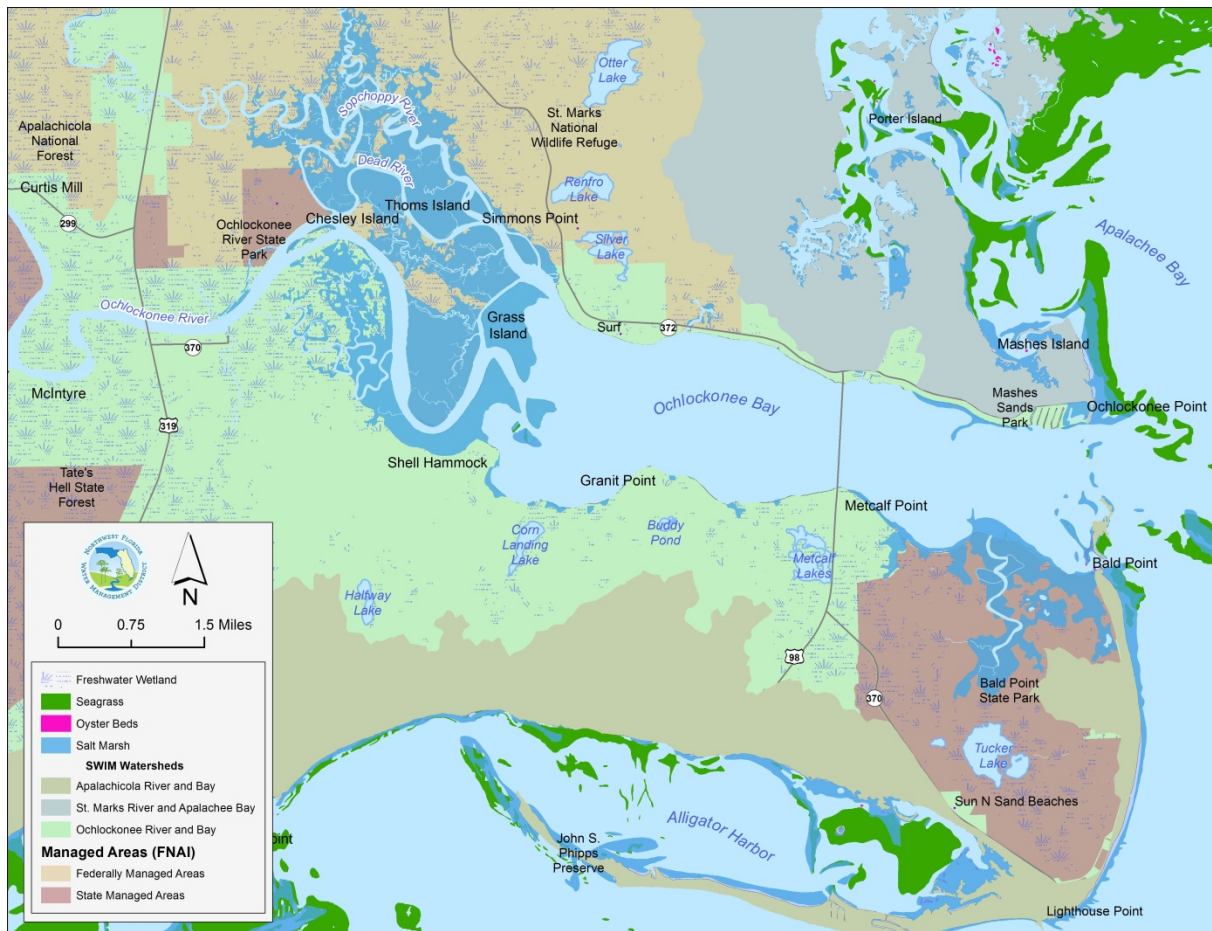 Otter
Lake
Sopchoppy River
St. Marks
National
Wildlife Refuge
Porter Island
Apalachicola
National
Forest
Dead River
Renfro
Lake
Curtis Mill
299
Thoms Island
Chesley Island
Simmons Point
Ochlockonee
River State
Park
Silver
Lake
Apalachee Bay
Ochlockonee River
Grass
Island
Surf
372
370
Mashes Island
McIntyre
Mashes
Sands
Park
Ochlockonee Bay
Ochlockonee Point
319
Shell Hammock
Tate's
Hell State
Forest
Granit Point
Metcalf Point
Corn
Landing
Lake
Buddy
Pond
Metcalf
Lakes
Bald Point
Halfway
Lake
98
370
Bald Point
State Park
Tucker
Lake
Sun N Sand Beaches
Alligator Harbor
John S.
Phipps
Preserve
oint
Lighthouse Point
NORTHWEST FLORIDA
WATER MANAGEMENT DISTRICT
N
0 0.75 1.5 Miles
Freshwater Wetland
Seagrass
Oyster Beds
Salt Marsh
SWIM Watersheds
Apalachicola River and Bay
St. Marks River and Apalachee Bay
Ochlockonee River and Bay
Managed Areas (FNAI)
Federally Managed Areas
State Managed Areas